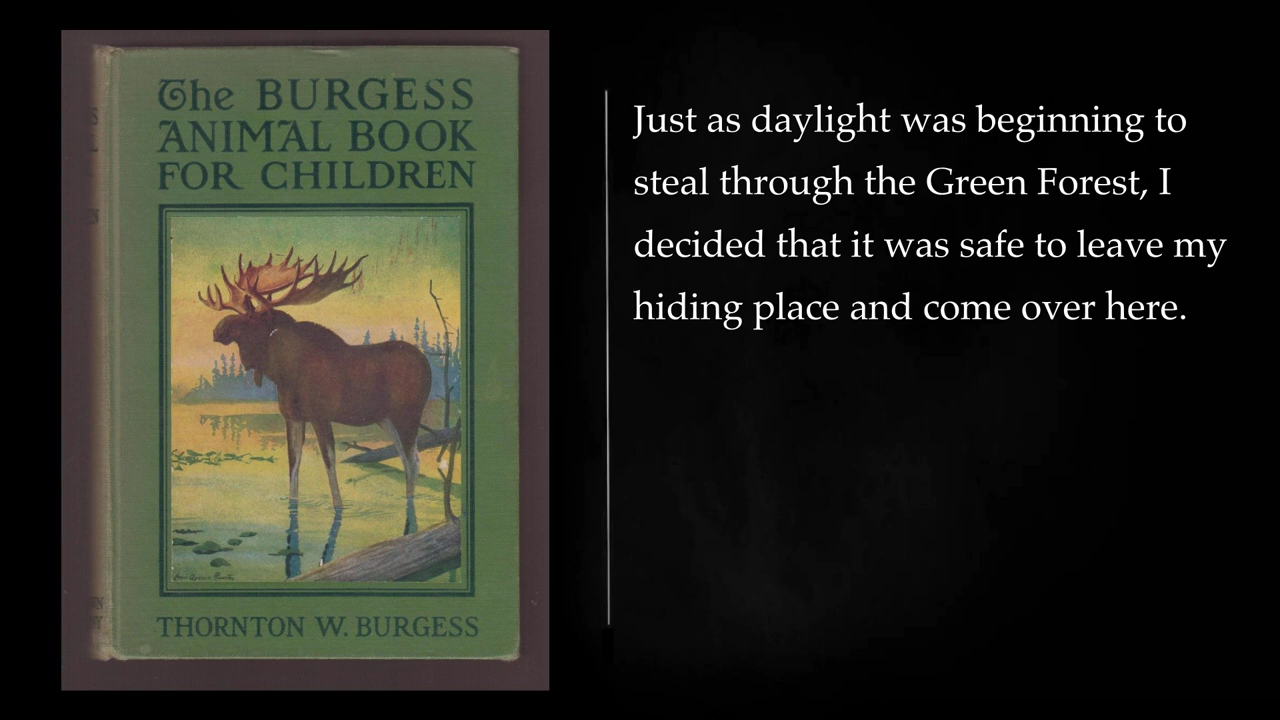 The BURGESS
ANIMAL BOOK
FOR CHILDREN
THORNTON W. BURGESS
Just as daylight was beginning to
steal through the Green Forest, I
decided that it was safe to leave my
hiding place and come over here.